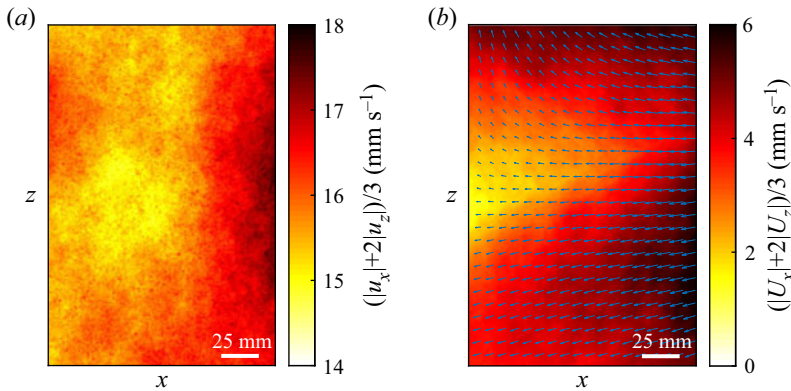 (a)
z
x
25 mm
18
17
16
15
14
(|u_x|+2|u_z|)/3 (mm s⁻¹)
(b)
z
x
25 mm
6
4
2
0
(|U_x|+2|U_z|)/3 (mm s⁻¹)